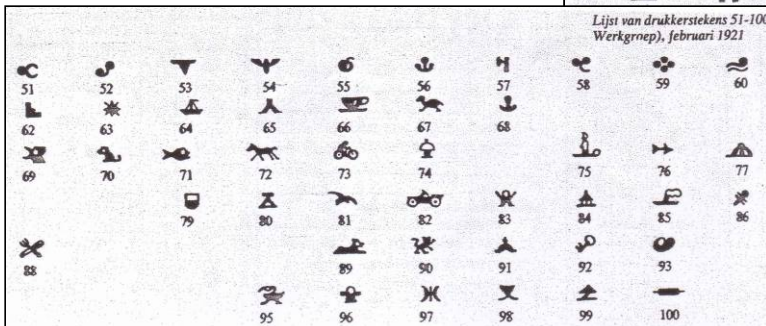 Lijst van drukkerstekens 51-100
Werkgroep), februari 1921
51 52 53 54 55 56 57 58 59 60
62 63 64 65 66 67 68
69 70 71 72 73 74 75 76 77
79 80 81 82 83 84 85 86
88 89 90 91 92 93
95 96 97 98 99 100